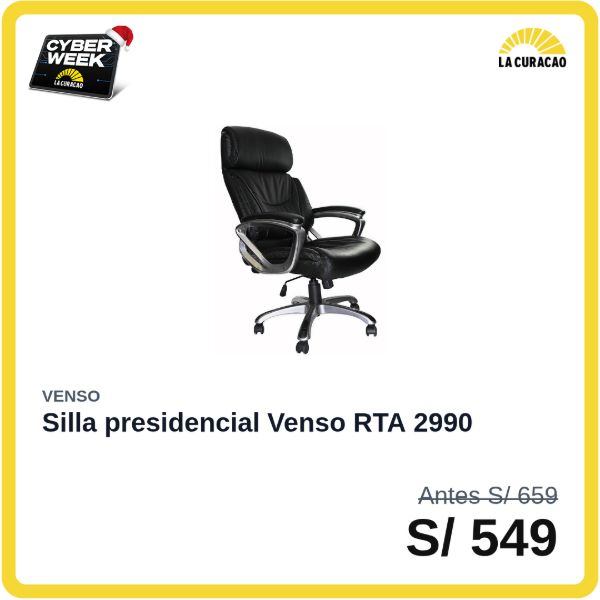 CYBER
WEEK
LA CURACAO
LA CURACAO
VENSO
Silla presidencial Venso RTA 2990
Antes S/ 659
S/ 549